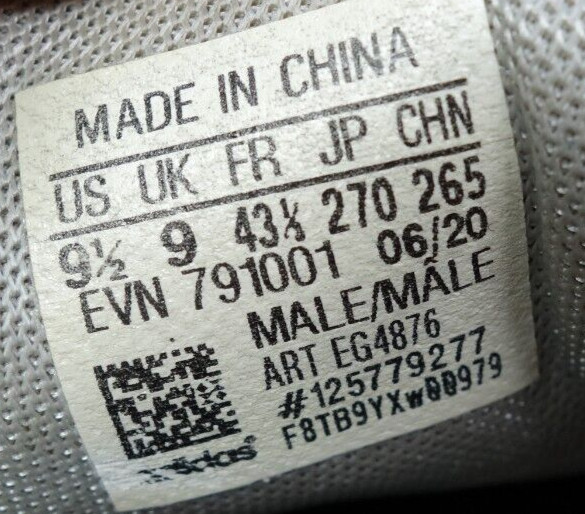 MADE IN CHINA
US UK FR JP CHN
9½ 9 43⅓ 270 265
EVN 791001 06/20
MALE/MÂLE
ART EG4876
#125779277
adidas